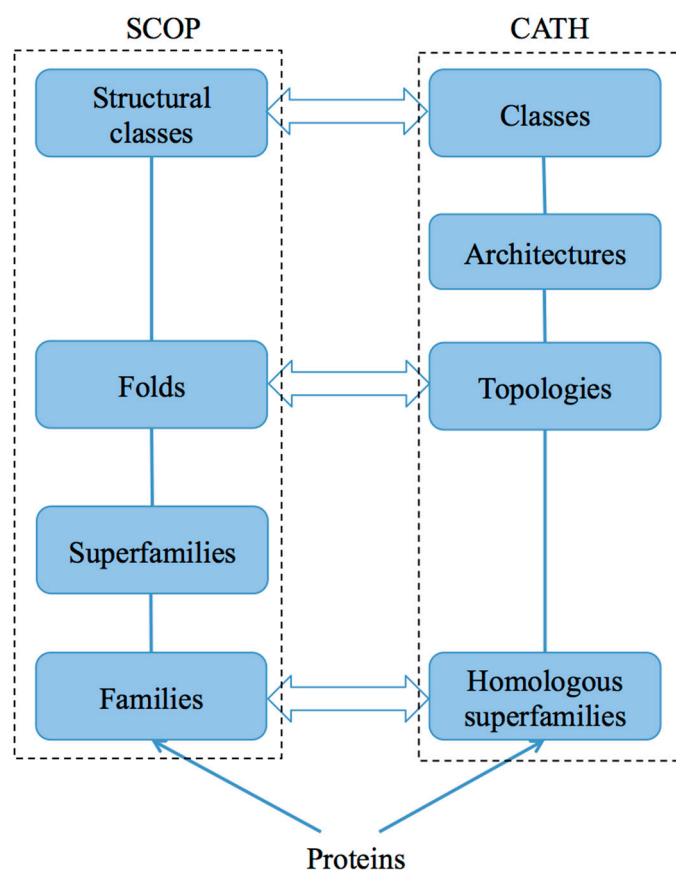 SCOP
CATH
Structural
classes
Classes
Architectures
Folds
Topologies
Superfamilies
Families
Homologous
superfamilies
Proteins